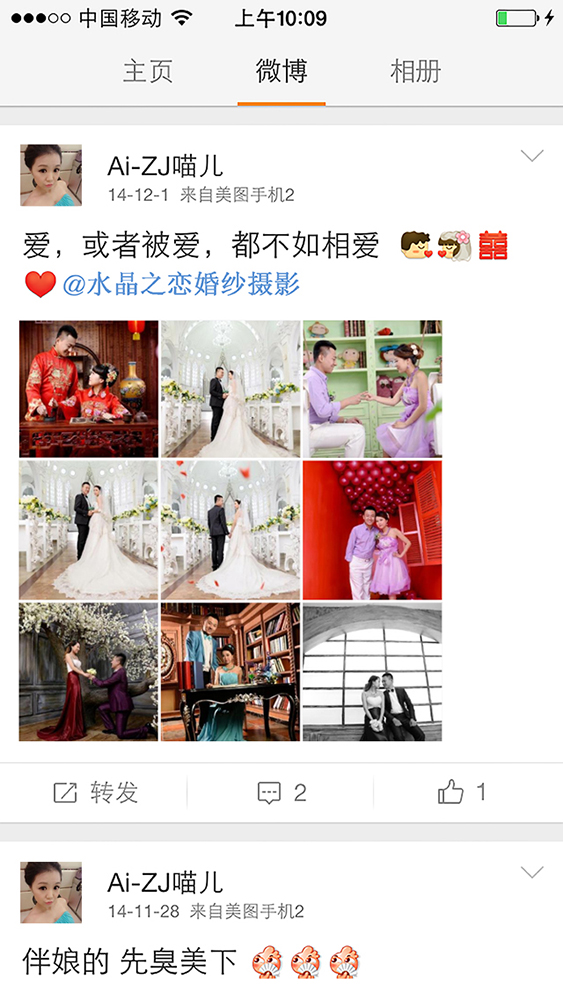 中国移动 上午10:09
主页 微博 相册
Ai-ZJ喵儿
14-12-1 来自美图手机2
爱，或者被爱，都不如相爱 囍
@水晶之恋婚纱摄影
转发 2 1
Ai-ZJ喵儿
14-11-28 来自美图手机2
伴娘的 先臭美下